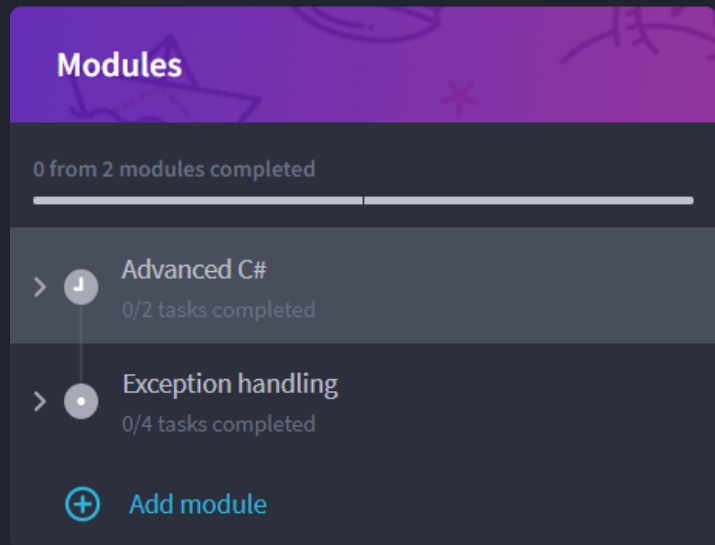 Modules
0 from 2 modules completed
Advanced C#
0/2 tasks completed
Exception handling
0/4 tasks completed
Add module